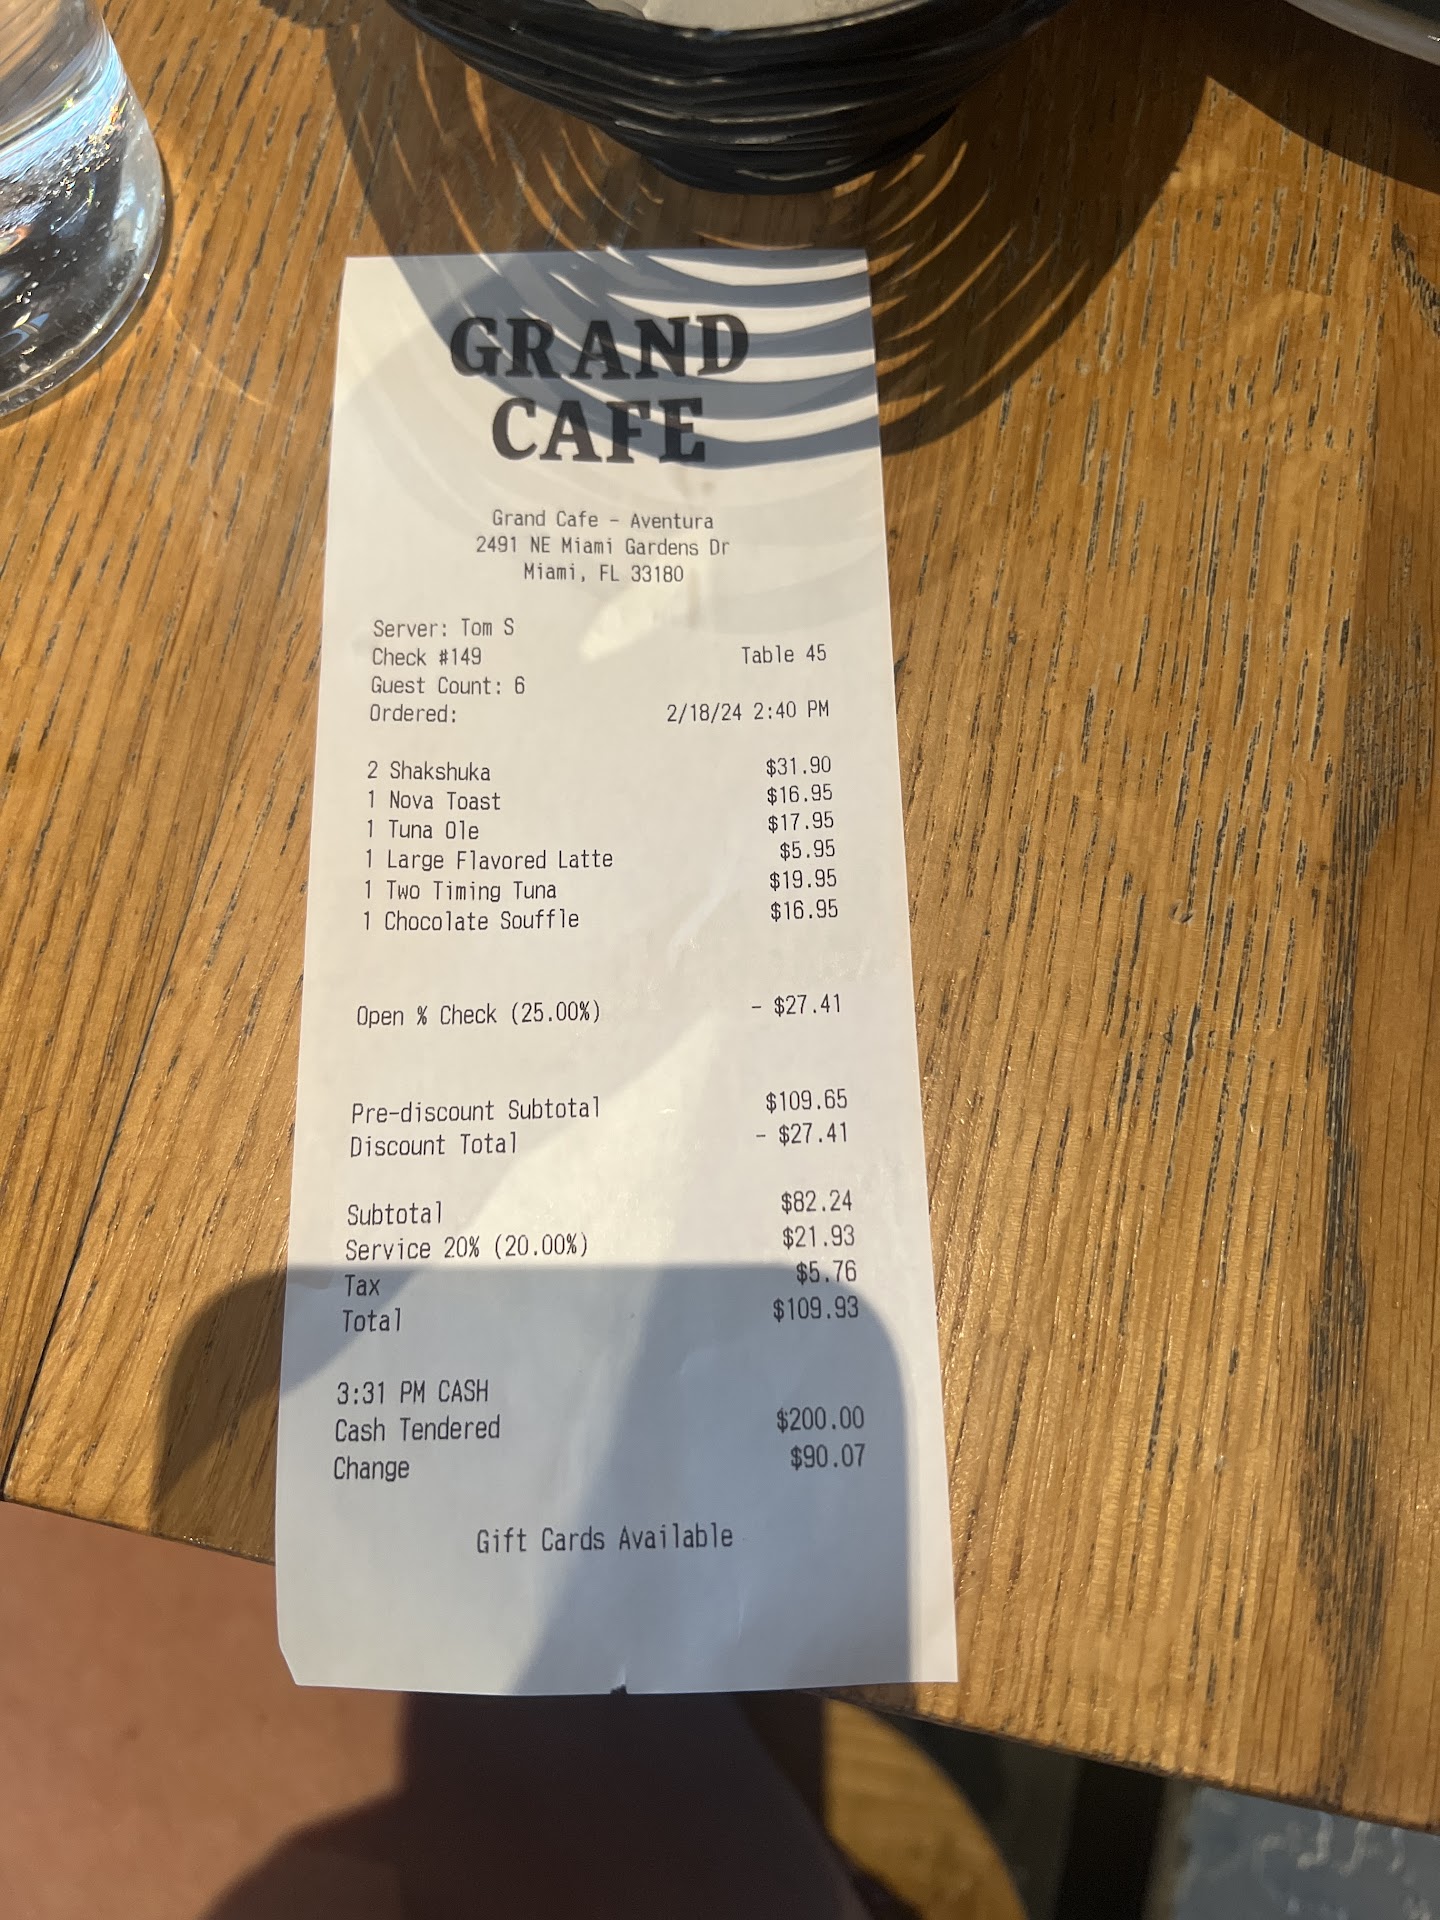 GRAND
CAFE
Grand Cafe - Aventura
2491 NE Miami Gardens Dr
Miami, FL 33180
Server: Tom S
Check #149 Table 45
Guest Count: 6
Ordered: 2/18/24 2:40 PM
2 Shakshuka $31.90
1 Nova Toast $16.95
1 Tuna Ole $17.95
1 Large Flavored Latte $5.95
1 Two Timing Tuna $19.95
1 Chocolate Souffle $16.95
Open % Check (25.00%) - $27.41
Pre-discount Subtotal $109.65
Discount Total - $27.41
Subtotal $82.24
Service 20% (20.00%) $21.93
Tax $5.76
Total $109.93
3:31 PM CASH
Cash Tendered $200.00
Change $90.07
Gift Cards Available